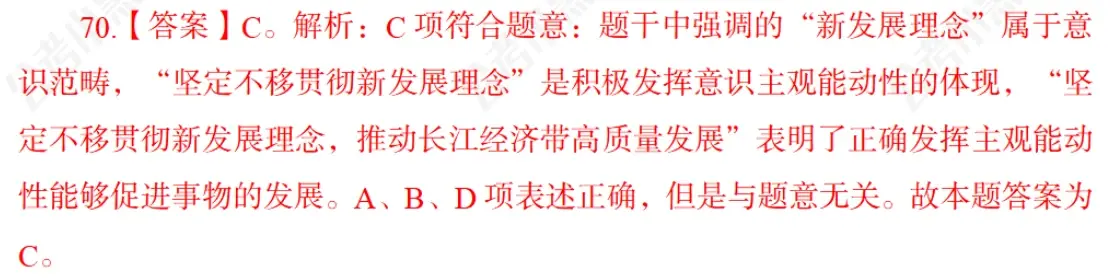 70.【答案】C。解析：C 项符合题意：题干中强调的“新发展理念”属于意
识范畴，“坚定不移贯彻新发展理念”是积极发挥意识主观能动性的体现，“坚
定不移贯彻新发展理念，推动长江经济带高质量发展”表明了正确发挥主观能动
性能够促进事物的发展。A、B、D 项表述正确，但是与题意无关。故本题答案为
C。